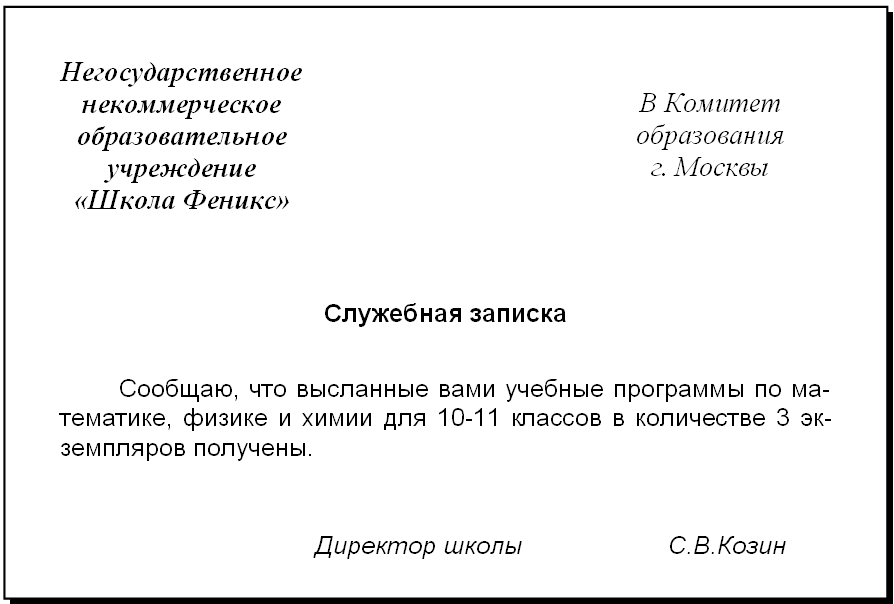 Негосударственное
некоммерческое
образовательное
учреждение
«Школа Феникс»
В Комитет
образования
г. Москвы
Служебная записка
Сообщаю, что высланные вами учебные программы по ма-
тематике, физике и химии для 10-11 классов в количестве 3 эк-
земпляров получены.
Директор школы С.В.Козин